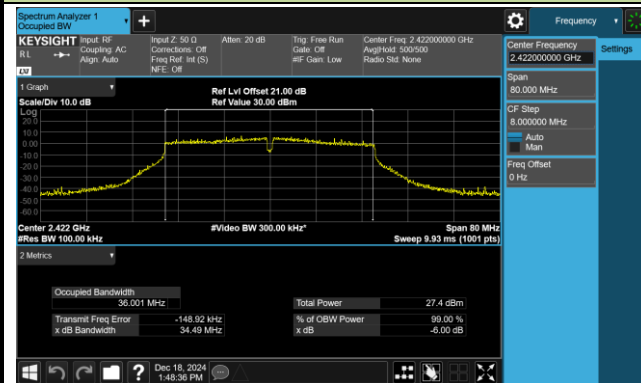 Spectrum Analyzer 1
Occupied BW
+
Frequency
KEYSIGHT
RL
Input: RF
Coupling: AC
Align: Auto
Input Z: 50 Ω
Corrections: Off
Freq Ref: Int (S)
NFE: Off
Atten: 20 dB
Trig: Free Run
Gate: Off
#IF Gain: Low
Center Freq: 2.422000000 GHz
Avg|Hold: 500/500
Radio Std: None
Center Frequency
2.422000000 GHz
Settings
Span
80.000 MHz
CF Step
8.000000 MHz
Auto
Man
Freq Offset
0 Hz
1 Graph
Scale/Div 10.0 dB
Ref Lvl Offset 21.00 dB
Ref Value 30.00 dBm
Log
20.0
10.0
0.00
-10.0
-20.0
-30.0
-40.0
-50.0
-60.0
Center 2.422 GHz
#Video BW 300.00 kHz*
Span 80 MHz
#Res BW 100.00 kHz
Sweep 9.93 ms (1001 pts)
2 Metrics
Occupied Bandwidth
36.001 MHz
Total Power 27.4 dBm
Transmit Freq Error -148.92 kHz
% of OBW Power 99.00 %
x dB Bandwidth 34.49 MHz
x dB -6.00 dB
?
Dec 18, 2024
1:48:36 PM